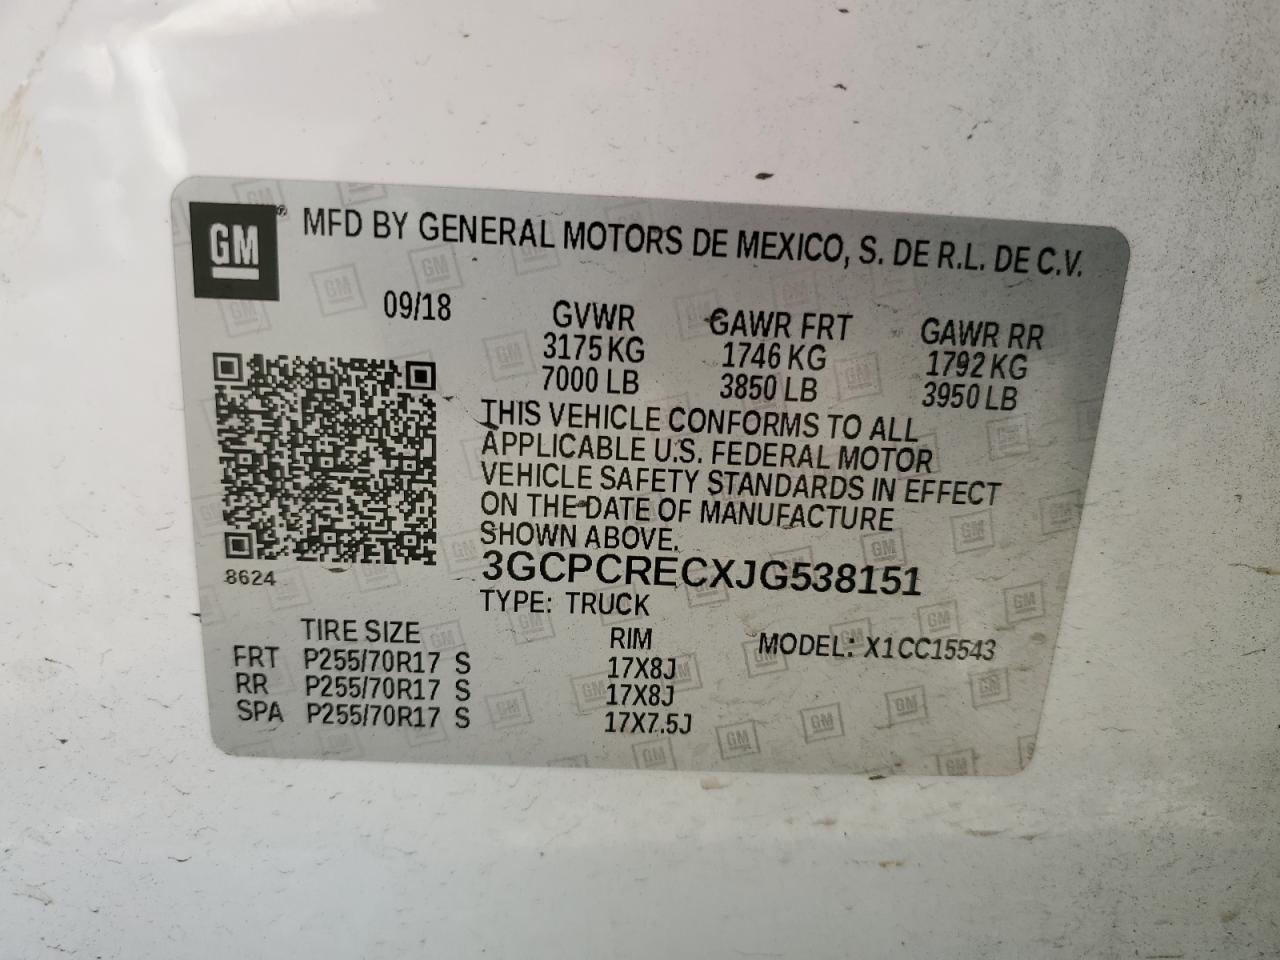 GM® MFD BY GENERAL MOTORS DE MEXICO, S. DE R.L. DE C.V.
09/18 GVWR GAWR FRT GAWR RR
3175 KG 1746 KG 1792 KG
7000 LB 3850 LB 3950 LB
THIS VEHICLE CONFORMS TO ALL
APPLICABLE U.S. FEDERAL MOTOR
VEHICLE SAFETY STANDARDS IN EFFECT
ON THE DATE OF MANUFACTURE
SHOWN ABOVE.
8624 3GCPCRECXJG538151
TYPE: TRUCK
TIRE SIZE RIM MODEL: X1CC15543
FRT P255/70R17 S 17X8J
RR P255/70R17 S 17X8J
SPA P255/70R17 S 17X7.5J